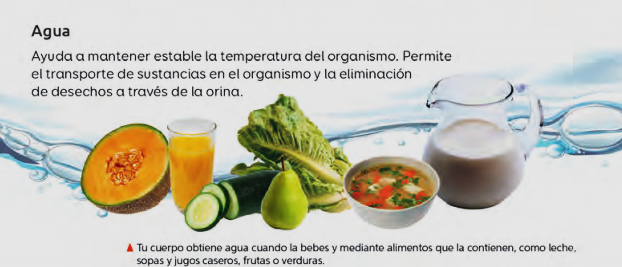 Agua
Ayuda a mantener estable la temperatura del organismo. Permite
el transporte de sustancias en el organismo y la eliminación
de desechos a través de la orina.
▲ Tu cuerpo obtiene agua cuando la bebes y mediante alimentos que la contienen, como leche,
sopas y jugos caseros, frutas o verduras.